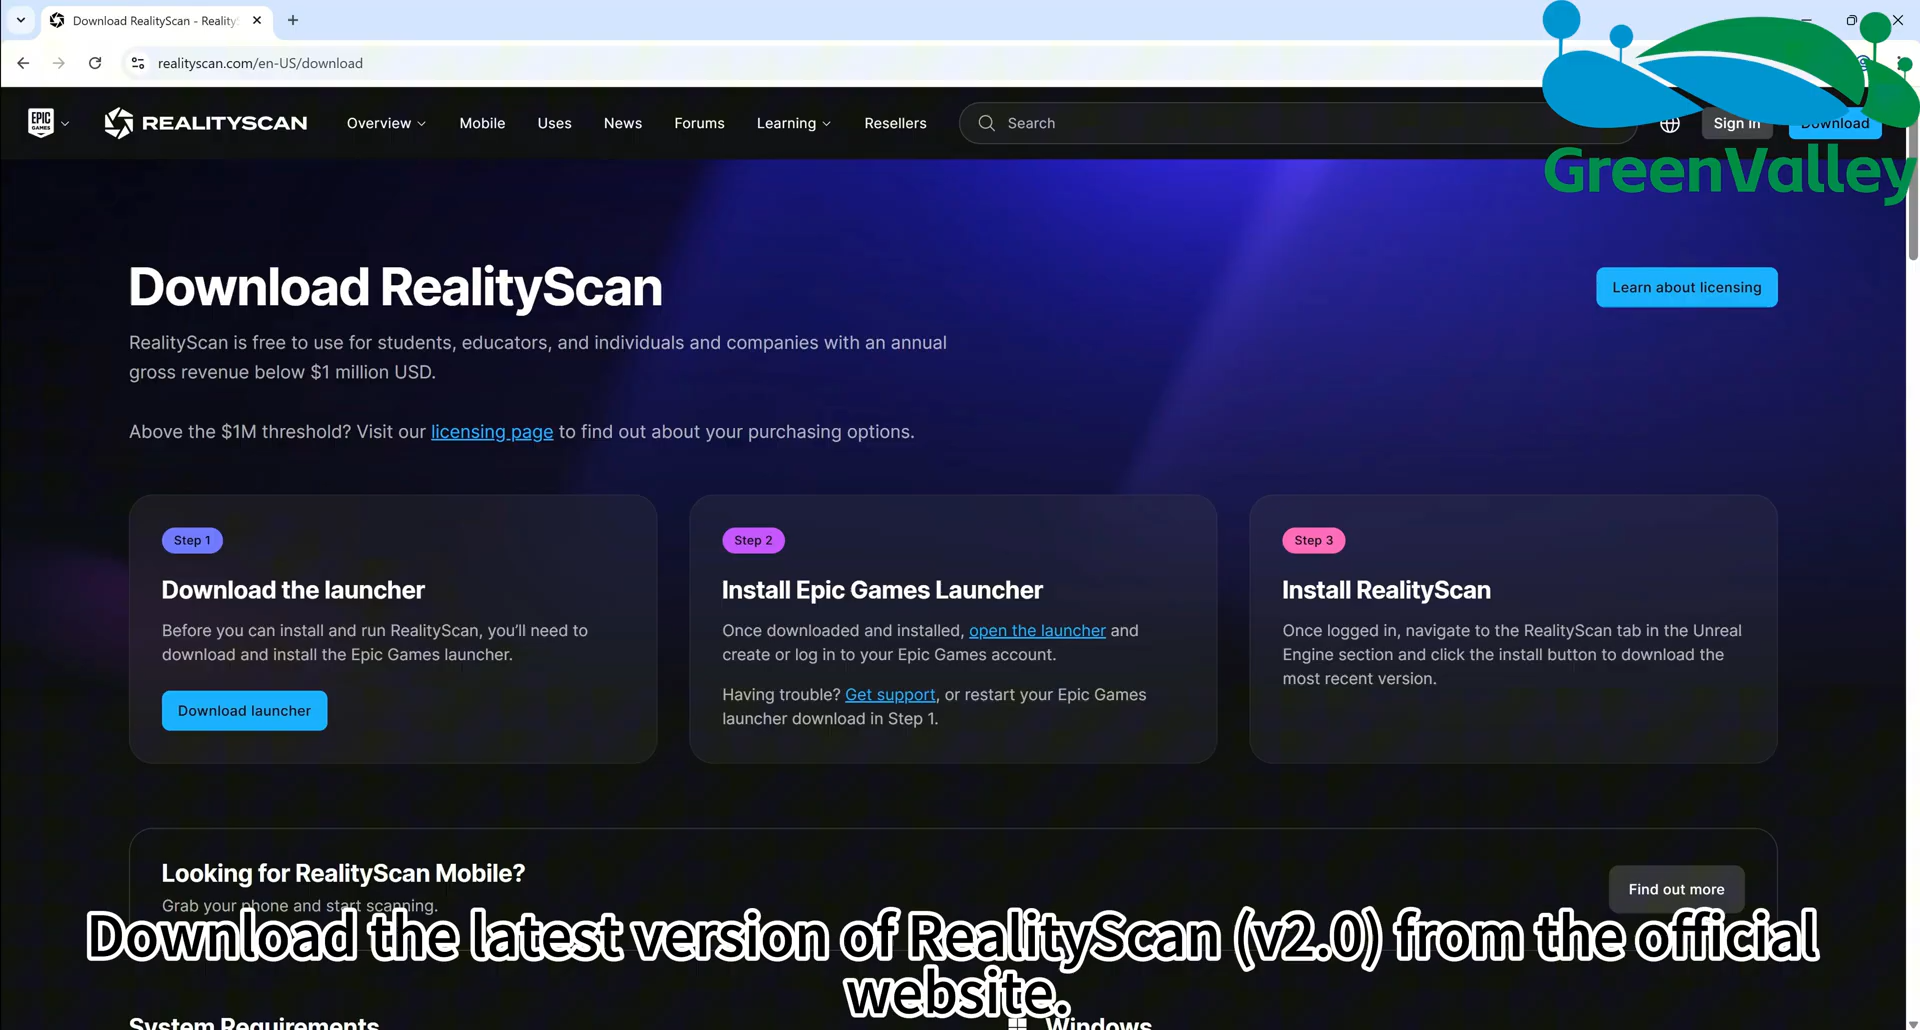 Download RealityScan - Reality
realityscan.com/en-US/download
EPIC GAMES
REALITYSCAN
Overview
Mobile
Uses
News
Forums
Learning
Resellers
Search
Sign in
Download
GreenValley
Download RealityScan
Learn about licensing
RealityScan is free to use for students, educators, and individuals and companies with an annual
gross revenue below $1 million USD.
Above the $1M threshold? Visit our licensing page to find out about your purchasing options.
Step 1
Download the launcher
Before you can install and run RealityScan, you’ll need to
download and install the Epic Games launcher.
Download launcher
Step 2
Install Epic Games Launcher
Once downloaded and installed, open the launcher and
create or log in to your Epic Games account.
Having trouble? Get support, or restart your Epic Games
launcher download in Step 1.
Step 3
Install RealityScan
Once logged in, navigate to the RealityScan tab in the Unreal
Engine section and click the install button to download the
most recent version.
Looking for RealityScan Mobile?
Grab your phone and start scanning.
Find out more
Download the latest version of RealityScan (v2.0) from the official
website.
System Requirements
Windows